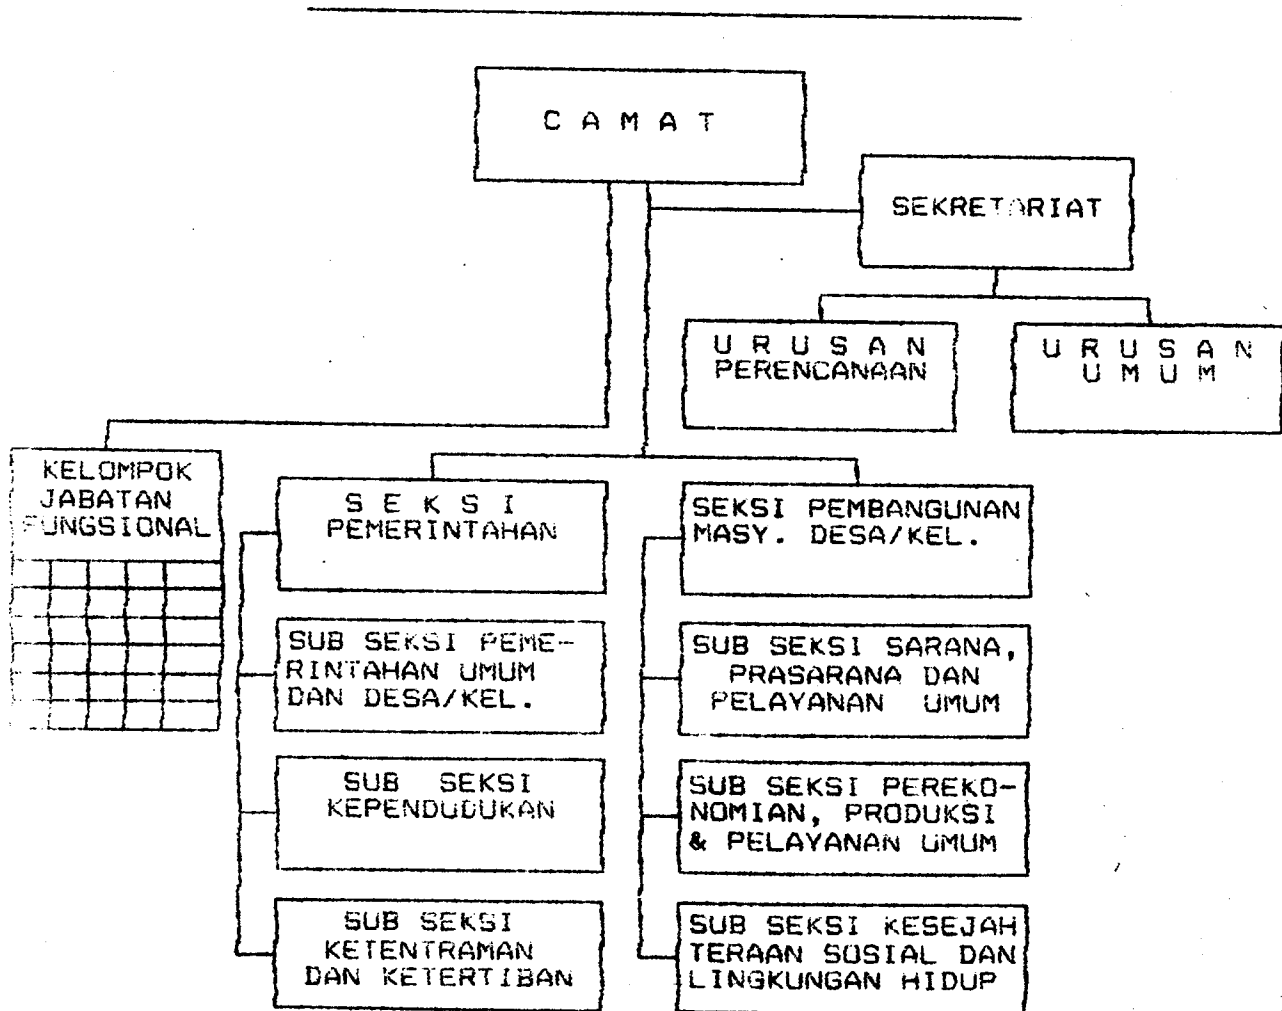 C A M A T
SEKRETARIAT
U R U S A N
PERENCANAAN
U R U S A N
U M U M
KELOMPOK
JABATAN
FUNGSIONAL
S E K S I
PEMERINTAHAN
SEKSI PEMBANGUNAN
MASY. DESA/KEL.
SUB SEKSI PEME-
RINTAHAN UMUM
DAN DESA/KEL.
SUB SEKSI SARANA,
PRASARANA DAN
PELAYANAN UMUM
SUB SEKSI
KEPENDUDUKAN
SUB SEKSI PEREKO-
NOMIAN, PRODUKSI
& PELAYANAN UMUM
SUB SEKSI
KETENTRAMAN
DAN KETERTIBAN
SUB SEKSI KESEJAH
TERAAN SOSIAL DAN
LINGKUNGAN HIDUP